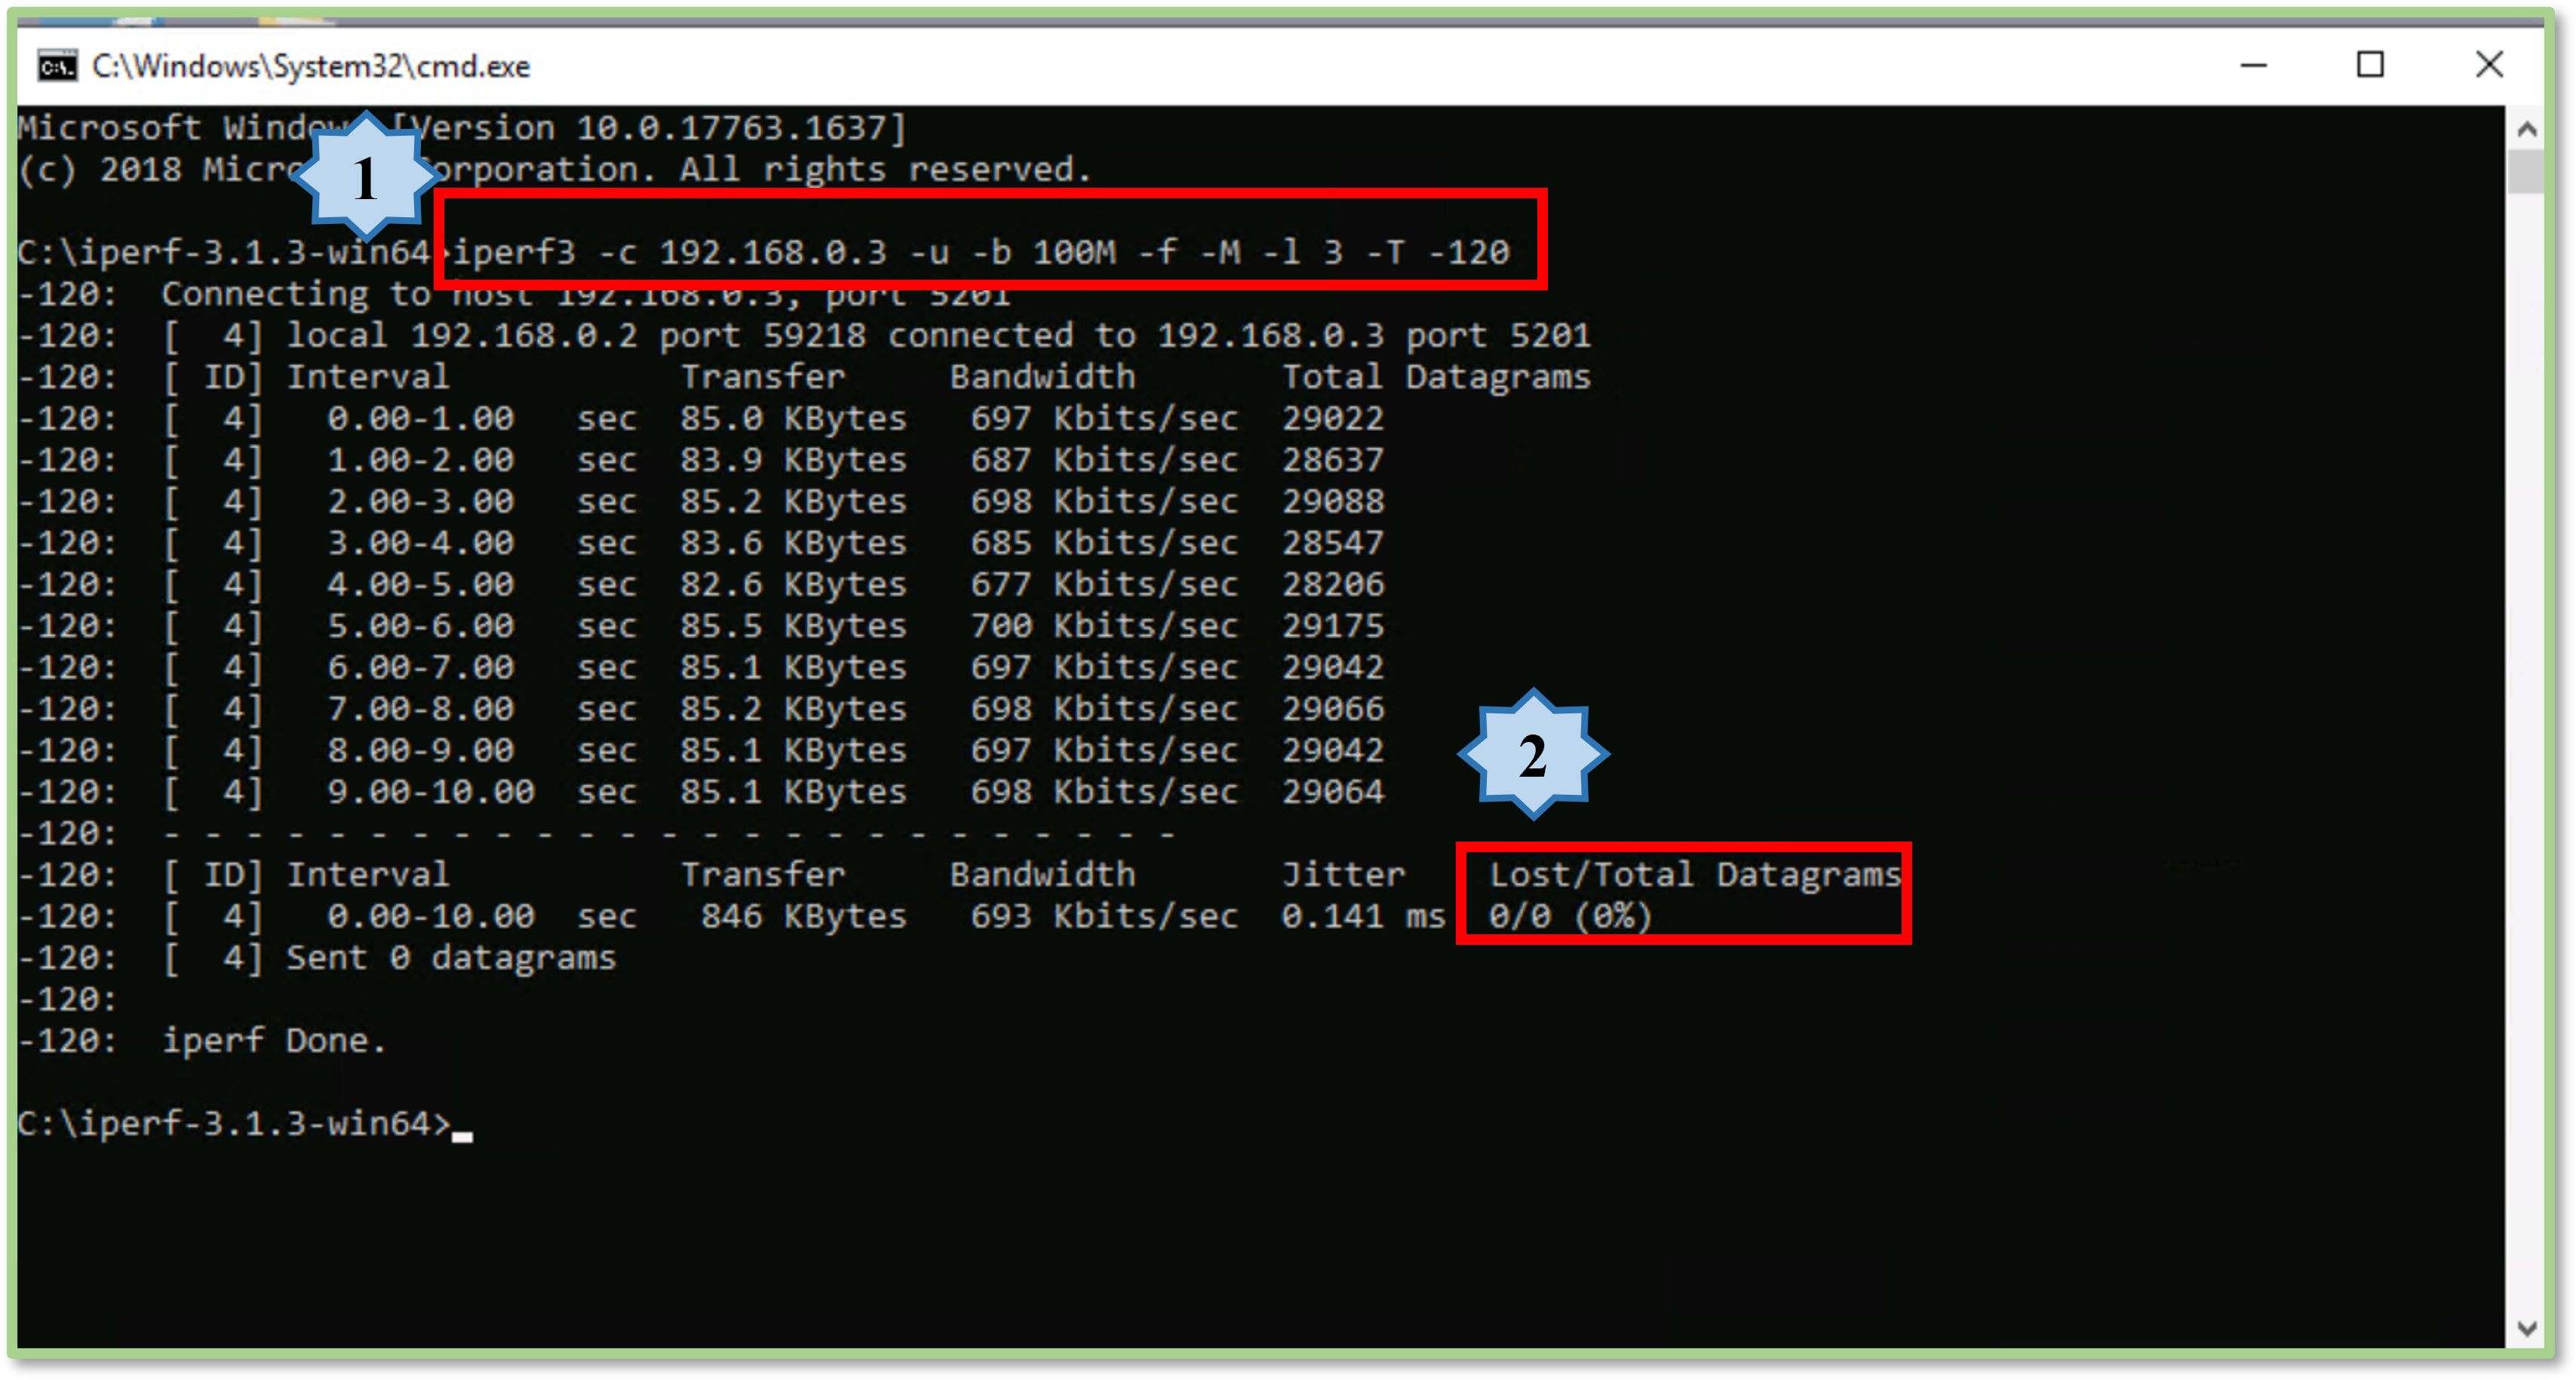 C:\Windows\System32\cmd.exe
Microsoft Window [Version 10.0.17763.1637]
1
(c) 2018 Micro Corporation. All rights reserved.
C:\iperf-3.1.3-win64>iperf3 -c 192.168.0.3 -u -b 100M -f -M -l 3 -T -120
-120: Connecting to host 192.168.0.3, port 5201
-120: [ 4] local 192.168.0.2 port 59218 connected to 192.168.0.3 port 5201
-120: [ ID] Interval Transfer Bandwidth Total Datagrams
-120: [ 4] 0.00-1.00 sec 85.0 KBytes 697 Kbits/sec 29022
-120: [ 4] 1.00-2.00 sec 83.9 KBytes 687 Kbits/sec 28637
-120: [ 4] 2.00-3.00 sec 85.2 KBytes 698 Kbits/sec 29088
-120: [ 4] 3.00-4.00 sec 83.6 KBytes 685 Kbits/sec 28547
-120: [ 4] 4.00-5.00 sec 82.6 KBytes 677 Kbits/sec 28206
-120: [ 4] 5.00-6.00 sec 85.5 KBytes 700 Kbits/sec 29175
-120: [ 4] 6.00-7.00 sec 85.1 KBytes 697 Kbits/sec 29042
-120: [ 4] 7.00-8.00 sec 85.2 KBytes 698 Kbits/sec 29066
-120: [ 4] 8.00-9.00 sec 85.1 KBytes 697 Kbits/sec 29042
2
-120: [ 4] 9.00-10.00 sec 85.1 KBytes 698 Kbits/sec 29064
-120: - - - - - - - - - - - - - - - - - - - - - - - - -
-120: [ ID] Interval Transfer Bandwidth Jitter Lost/Total Datagrams
-120: [ 4] 0.00-10.00 sec 846 KBytes 693 Kbits/sec 0.141 ms 0/0 (0%)
-120: [ 4] Sent 0 datagrams
-120:
-120: iperf Done.
C:\iperf-3.1.3-win64>_